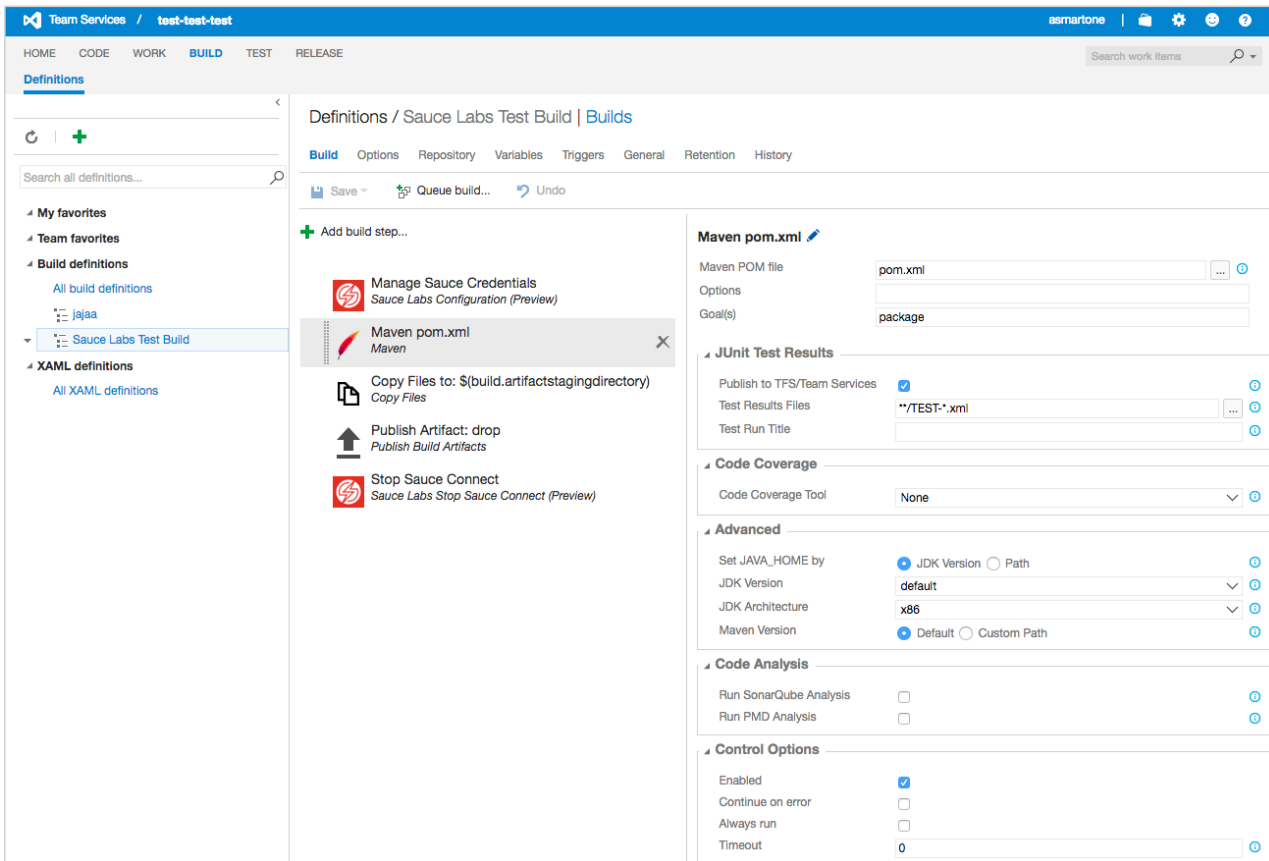 Team Services / test-test-test asmartone |
HOME CODE WORK BUILD TEST RELEASE Search work items
Definitions
Definitions / Sauce Labs Test Build | Builds
Build Options Repository Variables Triggers General Retention History
Search all definitions...
Save Queue build... Undo
My favorites
Team favorites
Build definitions
All build definitions
jajaa
Sauce Labs Test Build
XAML definitions
All XAML definitions
Add build step...
Manage Sauce Credentials
Sauce Labs Configuration (Preview)
Maven pom.xml
Maven
Copy Files to: $(build.artifactstagingdirectory)
Copy Files
Publish Artifact: drop
Publish Build Artifacts
Stop Sauce Connect
Sauce Labs Stop Sauce Connect (Preview)
Maven pom.xml
Maven POM file pom.xml ...
Options
Goal(s) package
JUnit Test Results
Publish to TFS/Team Services
Test Results Files **/TEST-*.xml ...
Test Run Title
Code Coverage
Code Coverage Tool None
Advanced
Set JAVA_HOME by JDK Version Path
JDK Version default
JDK Architecture x86
Maven Version Default Custom Path
Code Analysis
Run SonarQube Analysis
Run PMD Analysis
Control Options
Enabled
Continue on error
Always run
Timeout 0